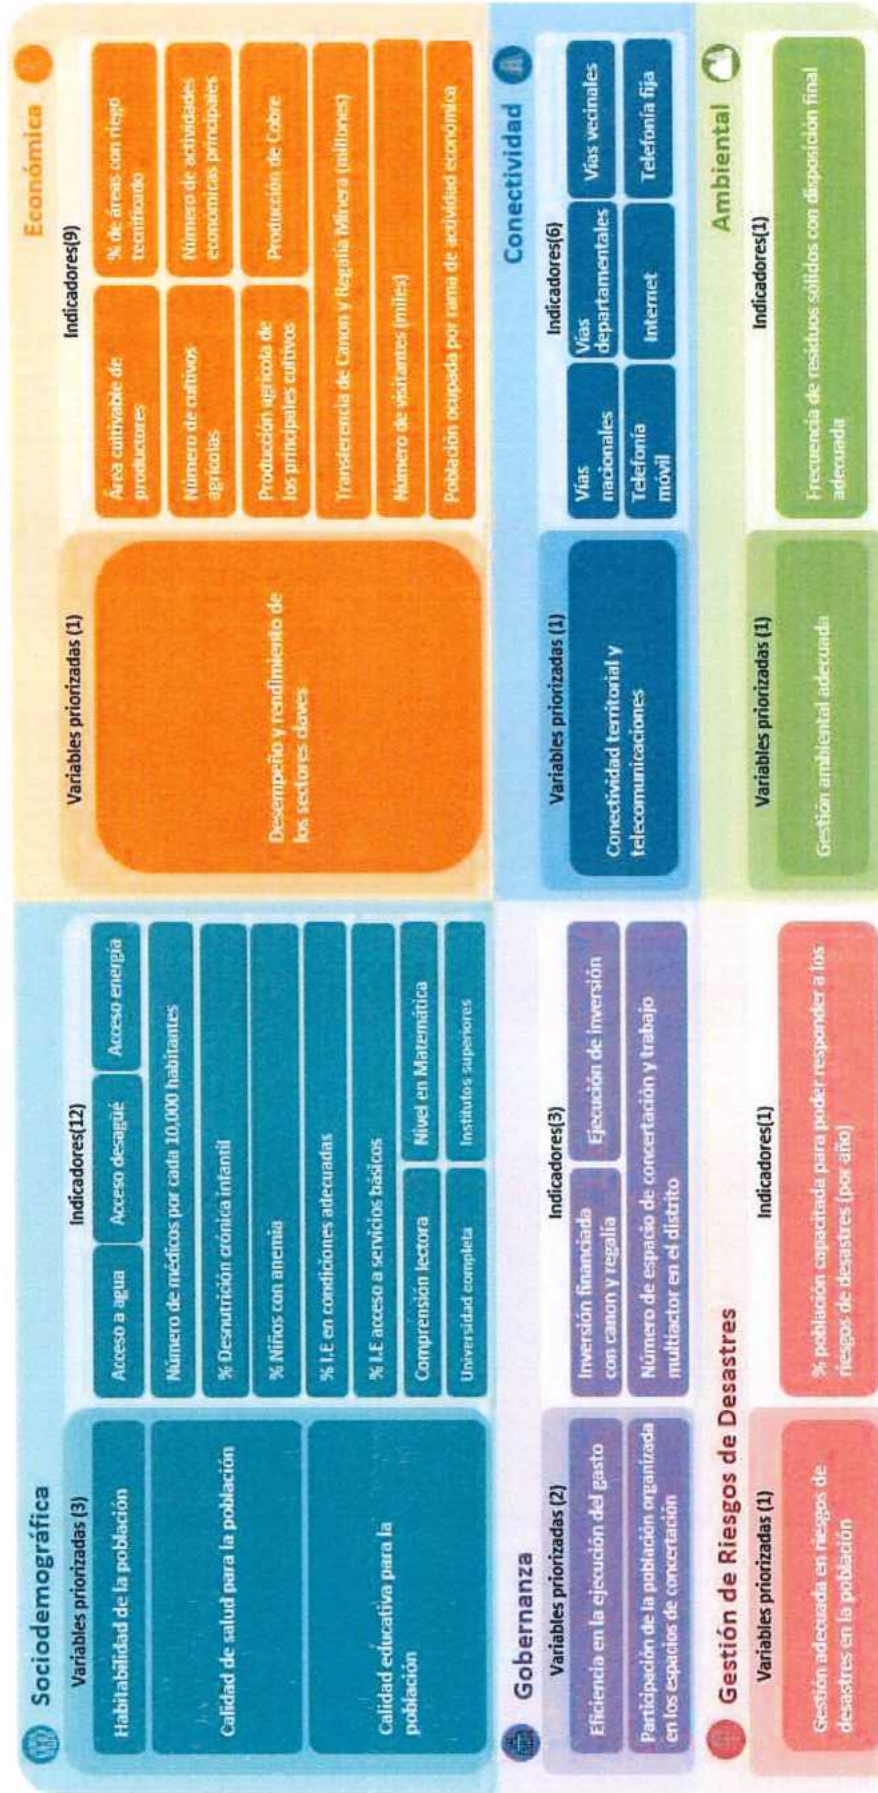 Sociodemográfica
Variables priorizadas (3)
Indicadores(12)
Habitabilidad de la población
Acceso a agua
Acceso desagüe
Acceso energía
Calidad de salud para la población
Número de médicos por cada 10,000 habitantes
% Desnutrición crónica infantil
% Niños con anemia
Calidad educativa para la
población
% I.E en condiciones adecuadas
% I.E acceso a servicios básicos
Comprensión lectora
Nivel en Matemática
Universidad completa
Institutos superiores
Económica
Variables priorizadas (1)
Indicadores(9)
Desempeño y rendimiento de
los sectores claves
Área cultivable de
productores
% de áreas con riego
tecnificado
Número de cultivos
agrícolas
Número de actividades
económicas principales
Producción agrícola de
los principales cultivos
Producción de Cobre
Transferencia de Canon y Regalía Minera (millones)
Número de visitantes (miles)
Población ocupada por rama de actividad económica
Gobernanza
Variables priorizadas (2)
Indicadores(3)
Eficiencia en la ejecución del gasto
Inversión financiada
con canon y regalía
Ejecución de inversión
Participación de la población organizada
en los espacios de concertación
Número de espacio de concertación y trabajo
multiactor en el distrito
Conectividad
Variables priorizadas (1)
Indicadores(6)
Conectividad territorial y
telecomunicaciones
Vías
nacionales
Vías
departamentales
Vías vecinales
Telefonía
móvil
Internet
Telefonía fija
Gestión de Riesgos de Desastres
Variables priorizadas (1)
Indicadores(1)
Gestión adecuada en riesgos de
desastres en la población
% población capacitada para poder responder a los
riesgos de desastres (por año)
Ambiental
Variables priorizadas (1)
Indicadores(1)
Gestión ambiental adecuada
Frecuencia de residuos sólidos con disposición final
adecuada